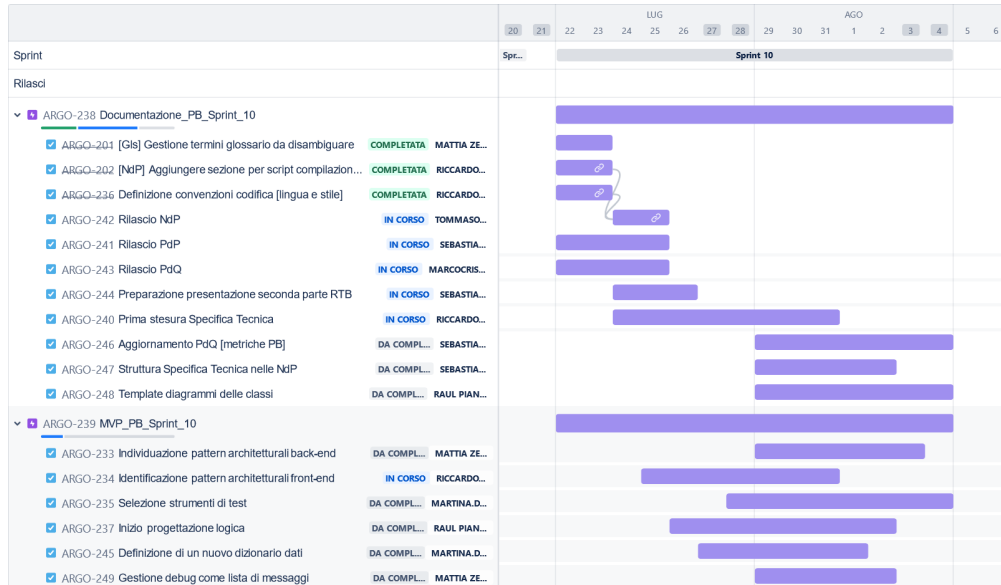 LUG AGO
20 21 22 23 24 25 26 27 28 29 30 31 1 2 3 4 5 6
Sprint Spr... Sprint 10
Rilasci
ARGO-238 Documentazione_PB_Sprint_10
ARGO-201 [Gls] Gestione termini glossario da disambiguare COMPLETATA MATTIA ZE...
ARGO-202 [NdP] Aggiungere sezione per script compilazion... COMPLETATA RICCARDO...
ARGO-236 Definizione convenzioni codifica [lingua e stile] COMPLETATA RICCARDO...
ARGO-242 Rilascio NdP IN CORSO TOMMASO...
ARGO-241 Rilascio PdP IN CORSO SEBASTIA...
ARGO-243 Rilascio PdQ IN CORSO MARCOCRIS...
ARGO-244 Preparazione presentazione seconda parte RTB IN CORSO SEBASTIA...
ARGO-240 Prima stesura Specifica Tecnica IN CORSO RICCARDO...
ARGO-246 Aggiornamento PdQ [metriche PB] DA COMPL... SEBASTIA...
ARGO-247 Struttura Specifica Tecnica nelle NdP DA COMPL... SEBASTIA...
ARGO-248 Template diagrammi delle classi DA COMPL... RAUL PIAN...
ARGO-239 MVP_PB_Sprint_10
ARGO-233 Individuazione pattern architetturali back-end DA COMPL... MATTIA ZE...
ARGO-234 Identificazione pattern architetturali front-end IN CORSO RICCARDO...
ARGO-235 Selezione strumenti di test DA COMPL... MARTINA.D...
ARGO-237 Inizio progettazione logica DA COMPL... RAUL PIAN...
ARGO-245 Definizione di un nuovo dizionario dati DA COMPL... MARTINA.D...
ARGO-249 Gestione debug come lista di messaggi DA COMPL... MATTIA ZE...